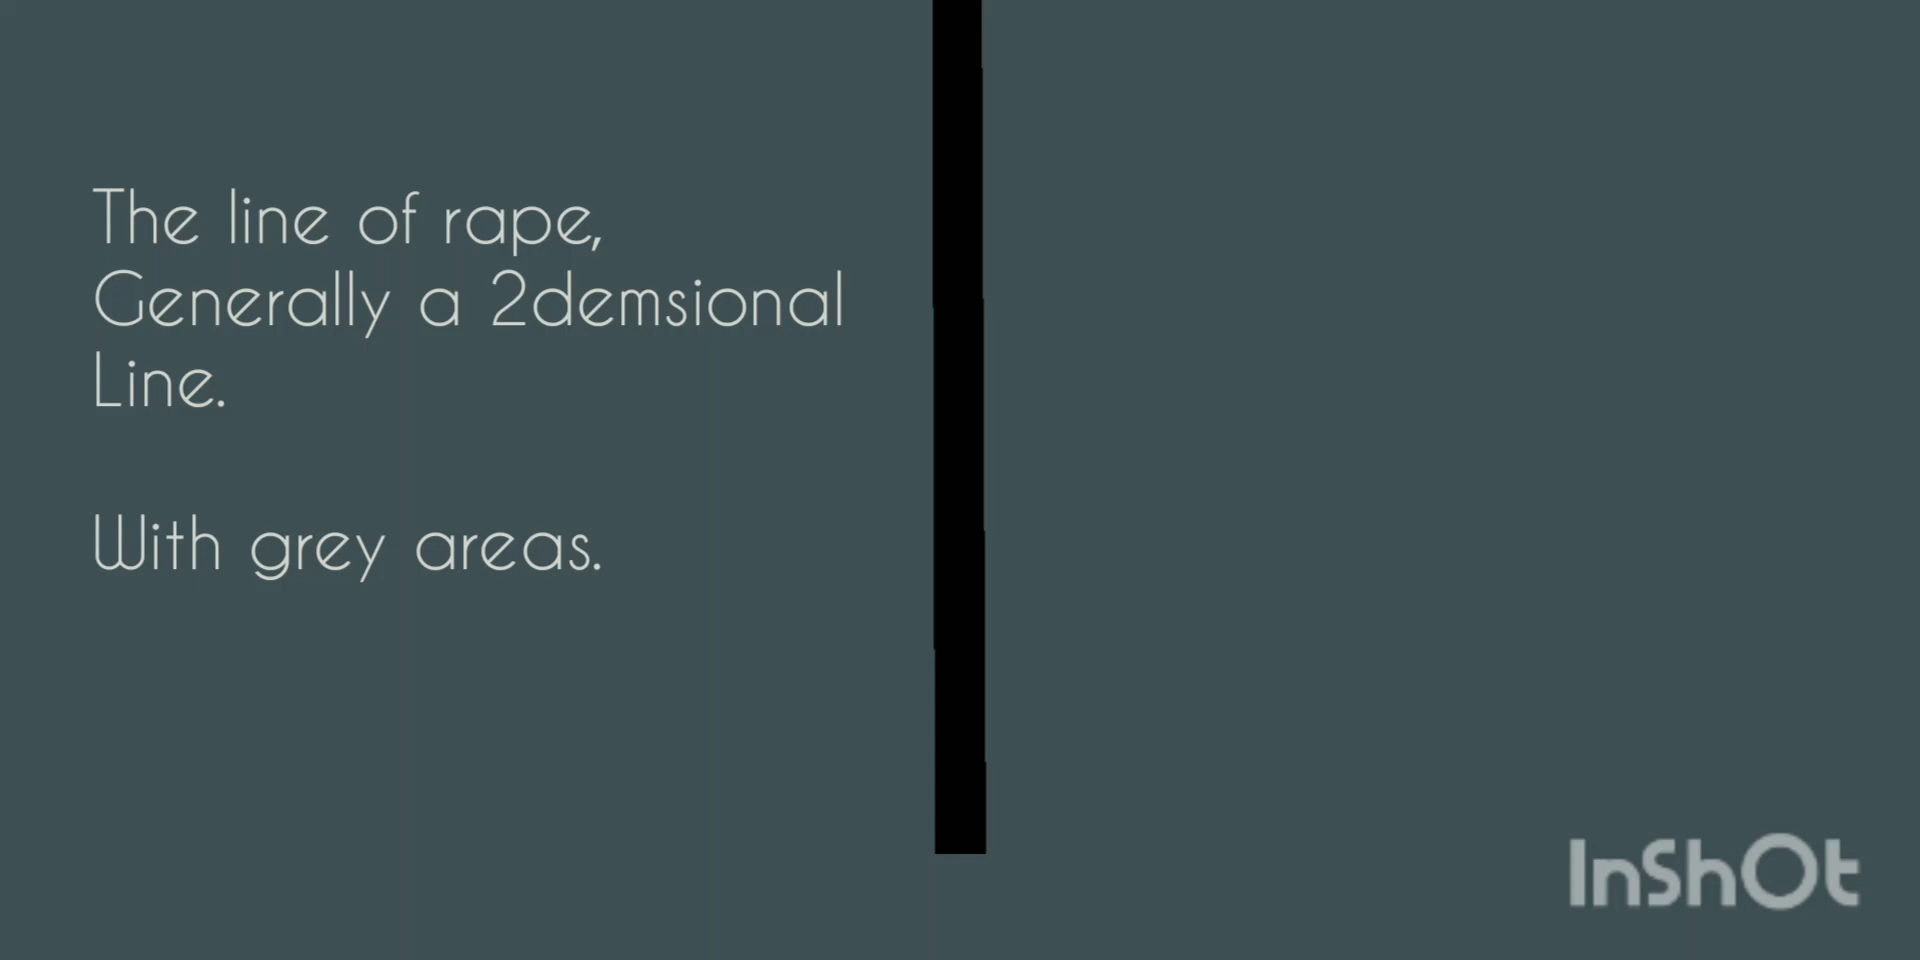 The line of rape,
Generally a 2demsional
Line.
With grey areas.
InShOt